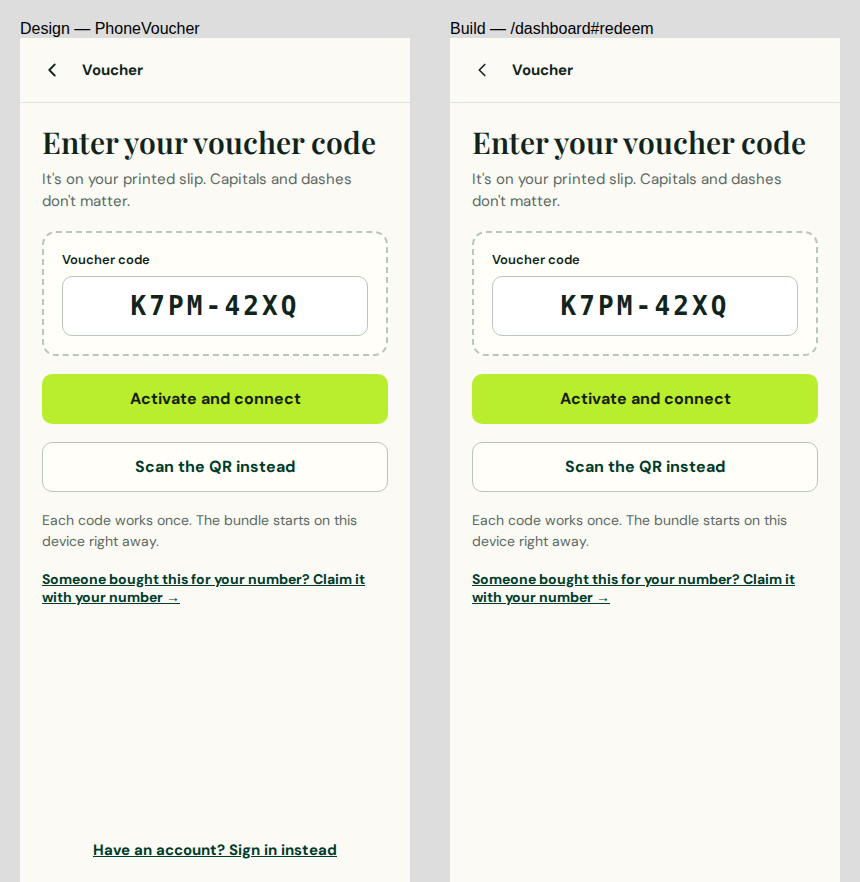 Design — PhoneVoucher
Voucher
Enter your voucher code
It's on your printed slip. Capitals and dashes
don't matter.
Voucher code
K7PM-42XQ
Activate and connect
Scan the QR instead
Each code works once. The bundle starts on this
device right away.
Someone bought this for your number? Claim it
with your number →
Have an account? Sign in instead
Build — /dashboard#redeem
Voucher
Enter your voucher code
It's on your printed slip. Capitals and dashes
don't matter.
Voucher code
K7PM-42XQ
Activate and connect
Scan the QR instead
Each code works once. The bundle starts on this
device right away.
Someone bought this for your number? Claim it
with your number →